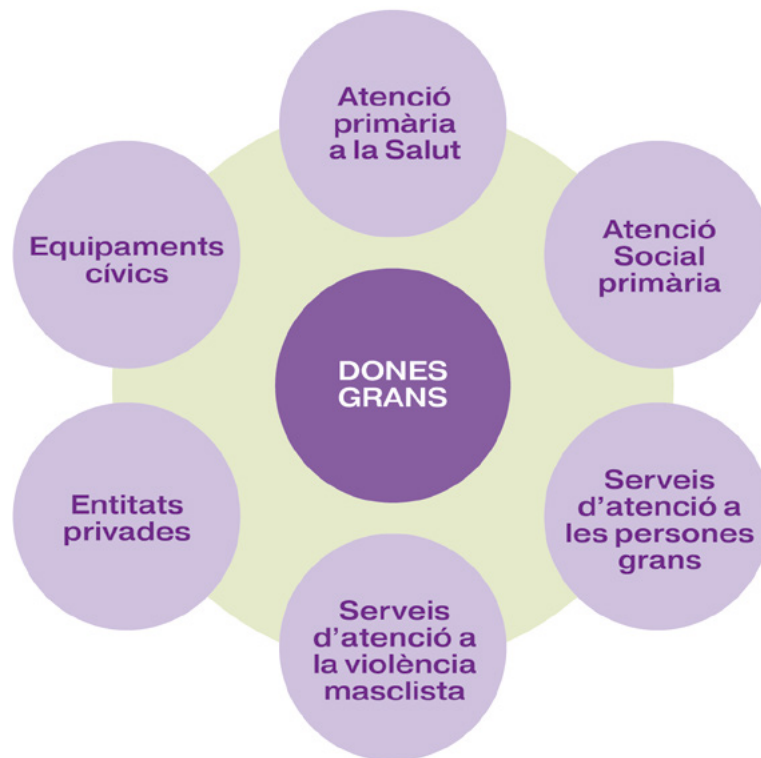 Atenció
primària
a la Salut
Equipaments
cívics
Atenció
Social
primària
DONES
GRANS
Entitats
privades
Serveis
d'atenció a
les persones
grans
Serveis
d'atenció a
la violència
masclista